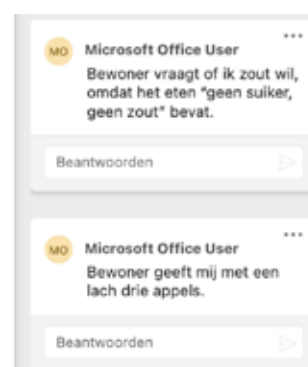 MO Microsoft Office User
Bewoner vraagt of ik zout wil,
omdat het eten "geen suiker,
geen zout" bevat.
Beantwoorden
MO Microsoft Office User
Bewoner geeft mij met een
lach drie appels.
Beantwoorden